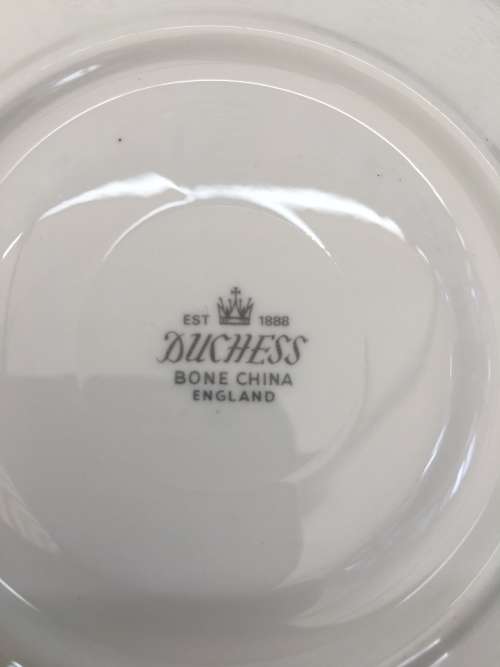 EST 1888
DUCHESS
BONE CHINA
ENGLAND